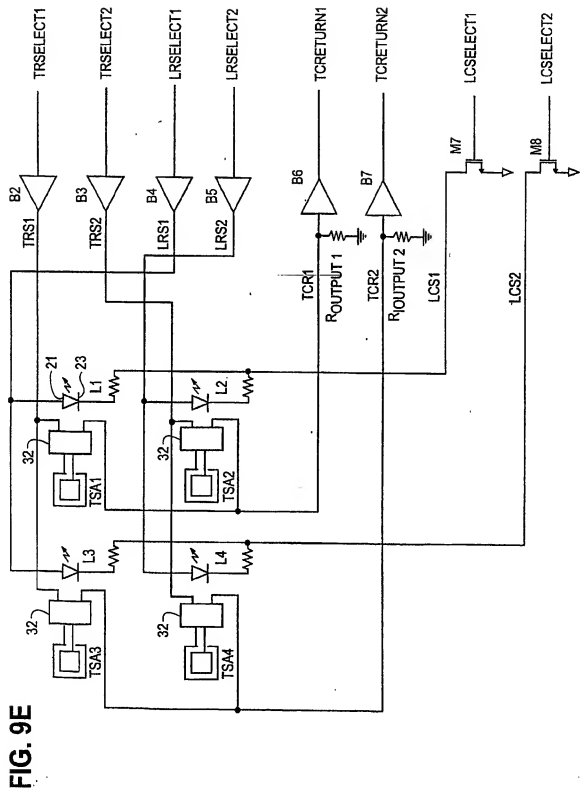 FIG. 9E
TRSELECT1
TRSELECT2
LRSELECT1
LRSELECT2
TCRETURN1
TCRETURN2
LCSELECT1
LCSELECT2
B2
B3
B4
B5
B6
B7
M7
M8
TRS1
TRS2
LRS1
LRS2
TCR1
ROUTPUT 1
TCR2
RIOUTPUT 2
LCS1
LCS2
21
23
L1
32
TSA1
L2
32
TSA2
L3
32
TSA3
L4
32
TSA4